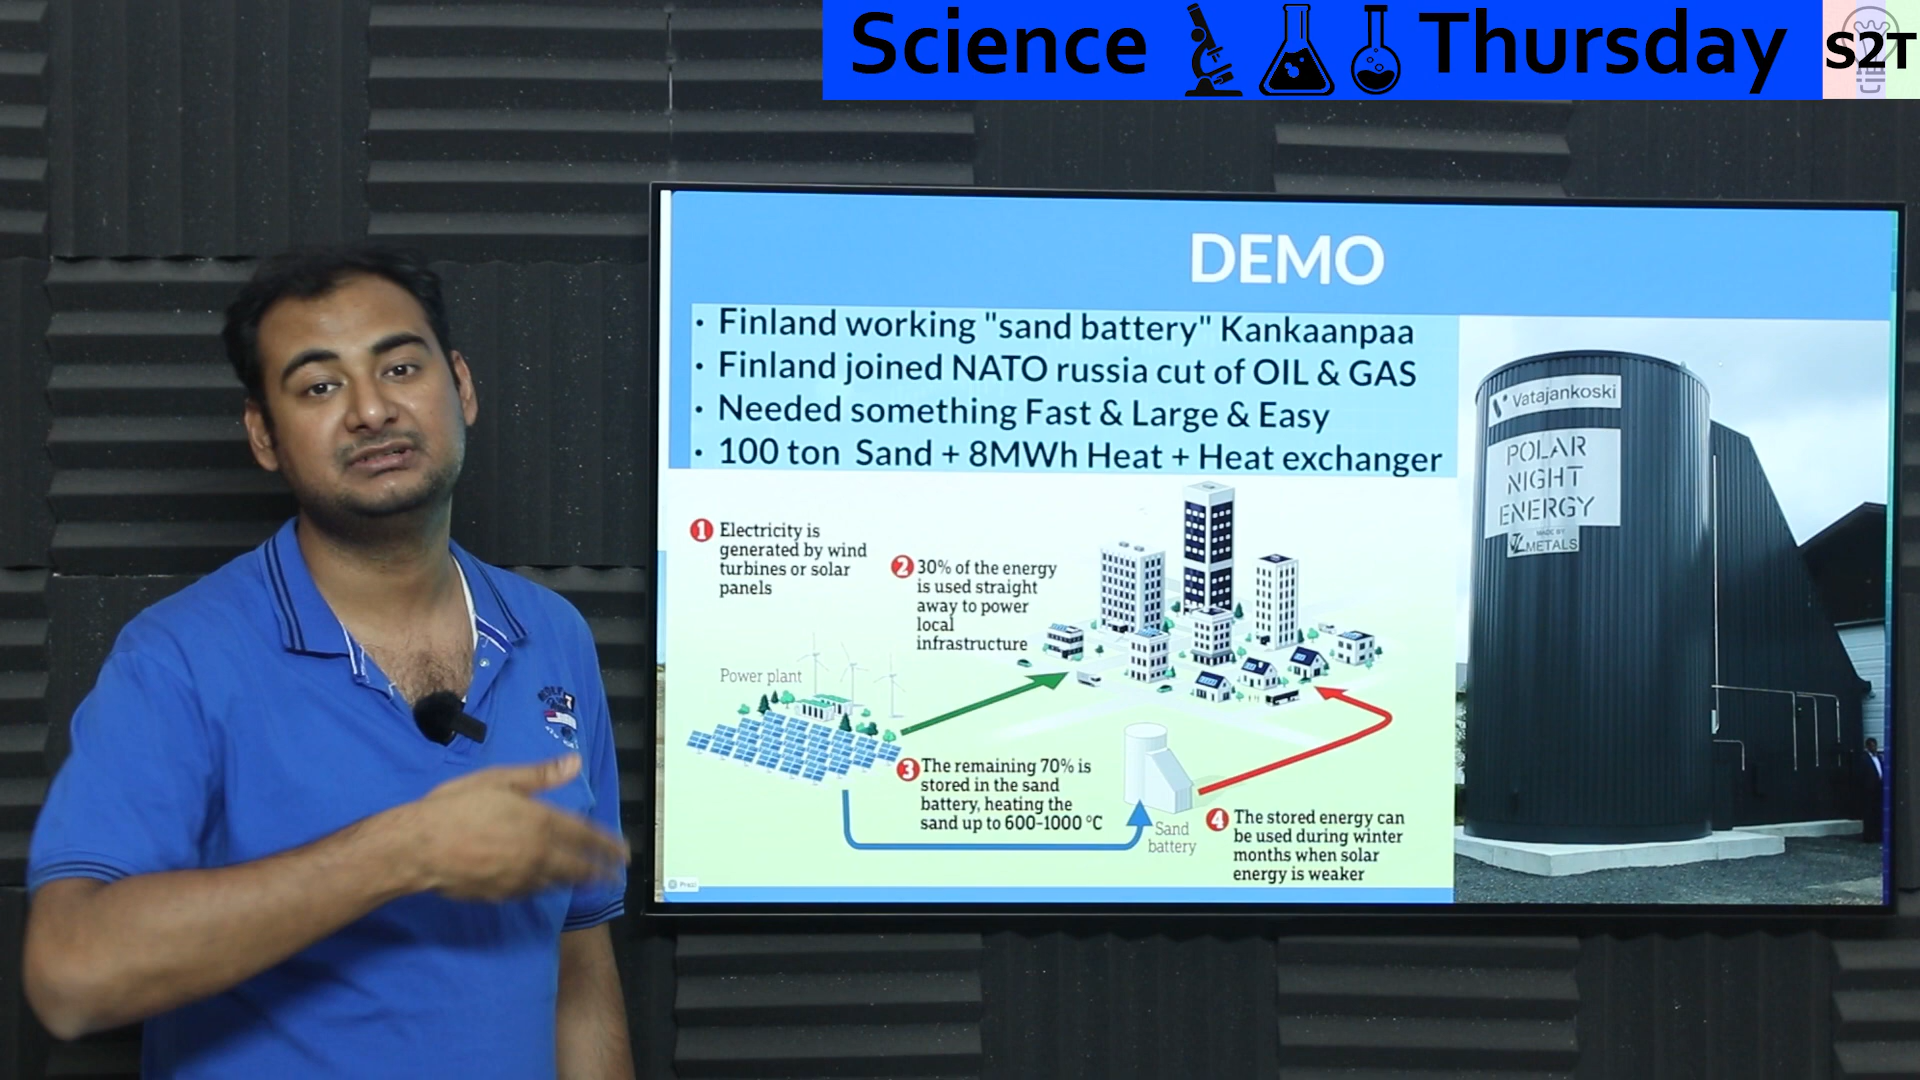 Science Thursday
S2T
DEMO
• Finland working "sand battery" Kankaanpaa
• Finland joined NATO russia cut of OIL & GAS
• Needed something Fast & Large & Easy
• 100 ton Sand + 8MWh Heat + Heat exchanger
1 Electricity is
generated by wind
turbines or solar
panels
2 30% of the energy
is used straight
away to power
local
infrastructure
Power plant
3 The remaining 70% is
stored in the sand
battery, heating the
sand up to 600-1000 °C
Sand
battery
4 The stored energy can
be used during winter
months when solar
energy is weaker
Prezi
Vatajankoski
POLAR
NIGHT
ENERGY
MADE BY
METALS